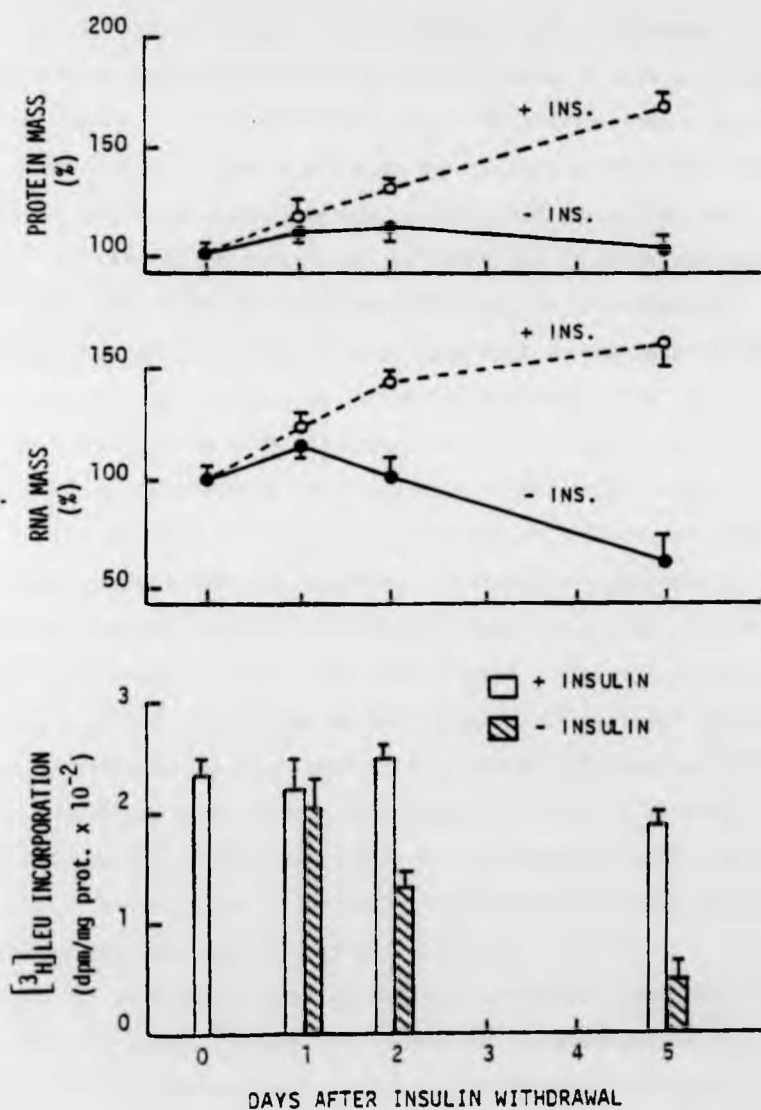 PROTEIN MASS
(%)
200
150
100
+ INS.
- INS.
RNA MASS
(%)
150
100
50
+ INS.
- INS.
[³H]LEU INCORPORATION
(dpm/mg prot. x 10⁻²)
3
2
1
0
+ INSULIN
- INSULIN
0 1 2 3 4 5
DAYS AFTER INSULIN WITHDRAWAL